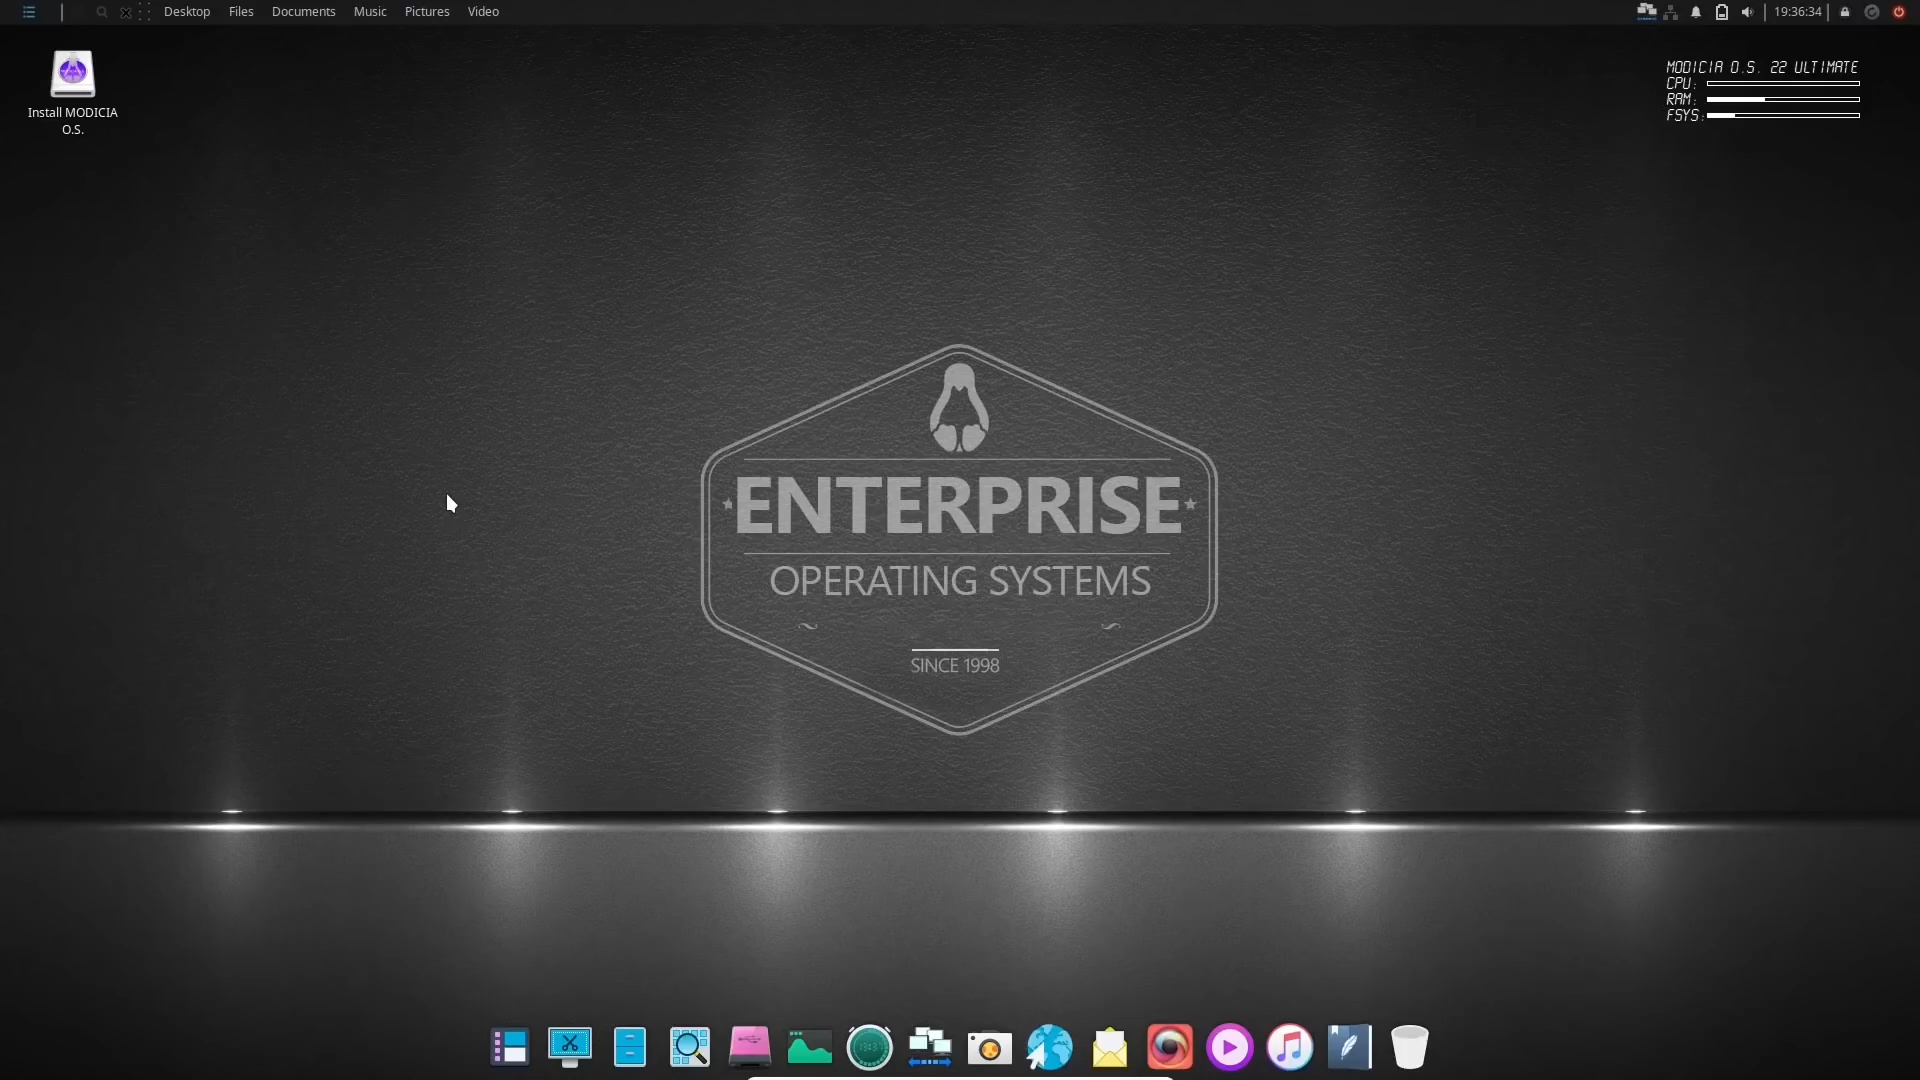 Desktop Files Documents Music Pictures Video 19:36:34
Install MODICIA
O.S.
MODICIA O.S. 22 ULTIMATE
CPU:
RAM:
FSYS:
ENTERPRISE
OPERATING SYSTEMS
SINCE 1998